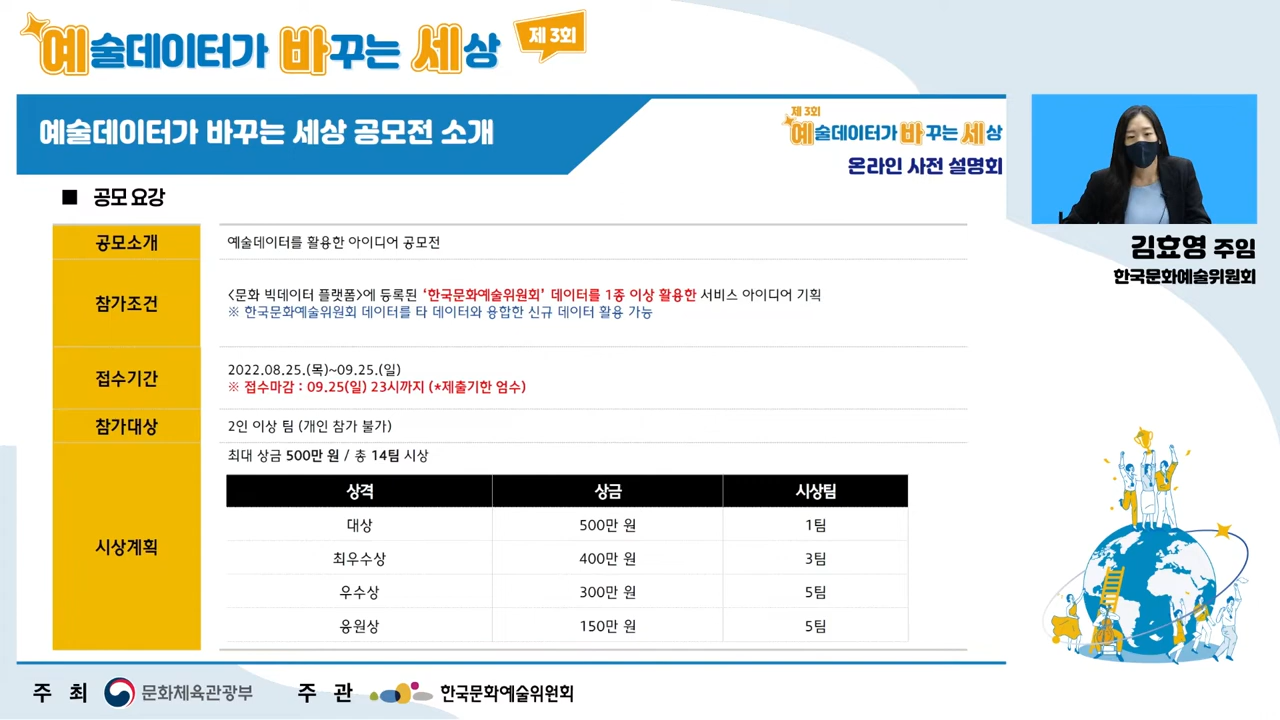 예술데이터가 바꾸는 세상 제 3회
예술데이터가 바꾸는 세상 공모전 소개
제 3회
예술데이터가 바꾸는 세상
온라인 사전 설명회
김효영 주임
한국문화예술위원회
■ 공모 요강
공모소개 예술데이터를 활용한 아이디어 공모전
참가조건 <문화 빅데이터 플랫폼>에 등록된 ‘한국문화예술위원회’ 데이터를 1종 이상 활용한 서비스 아이디어 기획
※ 한국문화예술위원회 데이터를 타 데이터와 융합한 신규 데이터 활용 가능
접수기간 2022.08.25.(목)~09.25.(일)
※ 접수마감 : 09.25(일) 23시까지 (*제출기한 엄수)
참가대상 2인 이상 팀 (개인 참가 불가)
시상계획 최대 상금 500만 원 / 총 14팀 시상
상격 상금 시상팀
대상 500만 원 1팀
최우수상 400만 원 3팀
우수상 300만 원 5팀
응원상 150만 원 5팀
주 최 문화체육관광부 주 관 한국문화예술위원회